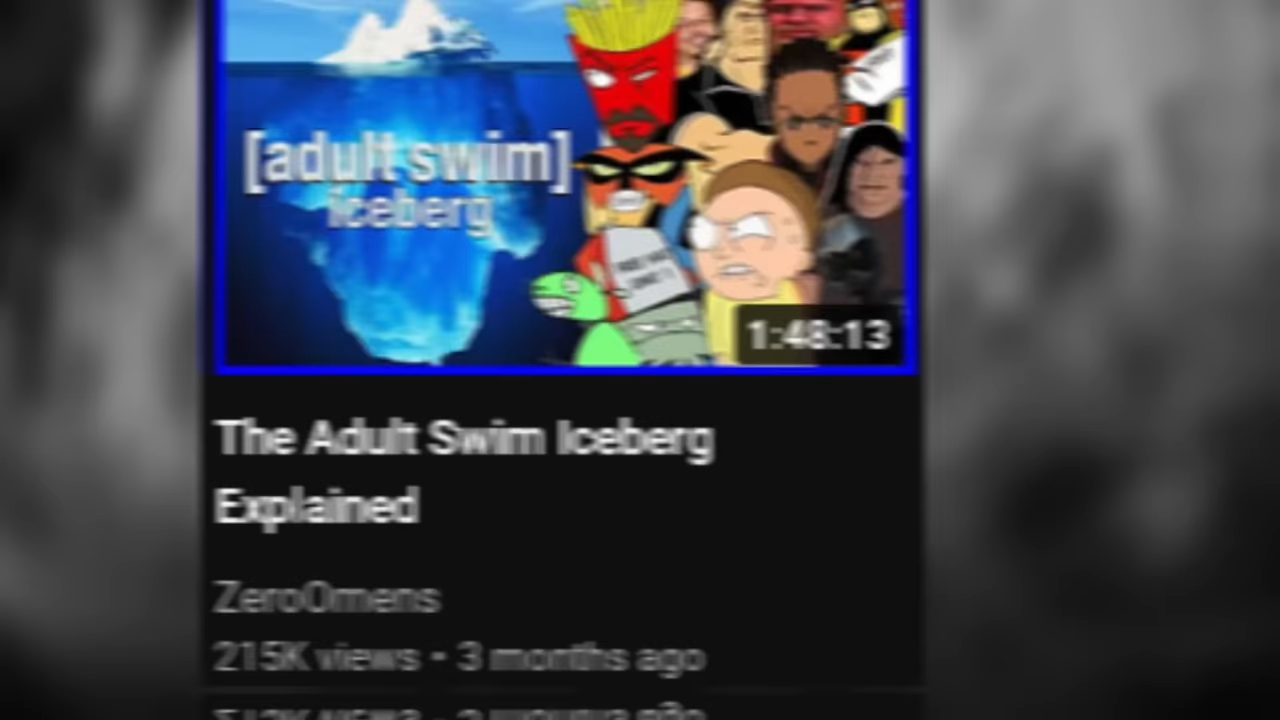 [adult swim]
iceberg
1:48:13
The Adult Swim Iceberg
Explained
ZeroOmens
215K views • 3 months ago